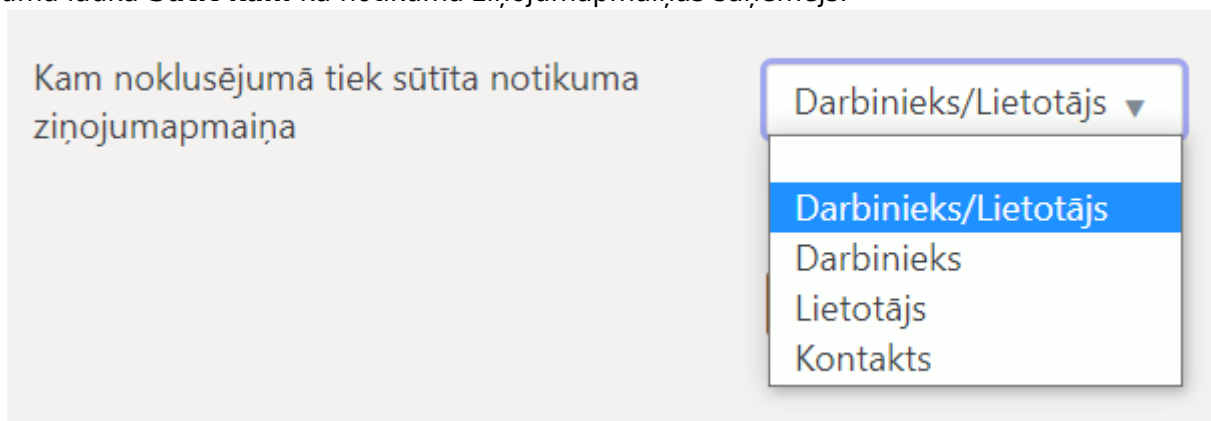 Kam noklusējumā tiek sūtīta notikuma
ziņojumapmaiņa
Darbinieks/Lietotājs
Darbinieks/Lietotājs
Darbinieks
Lietotājs
Kontakts